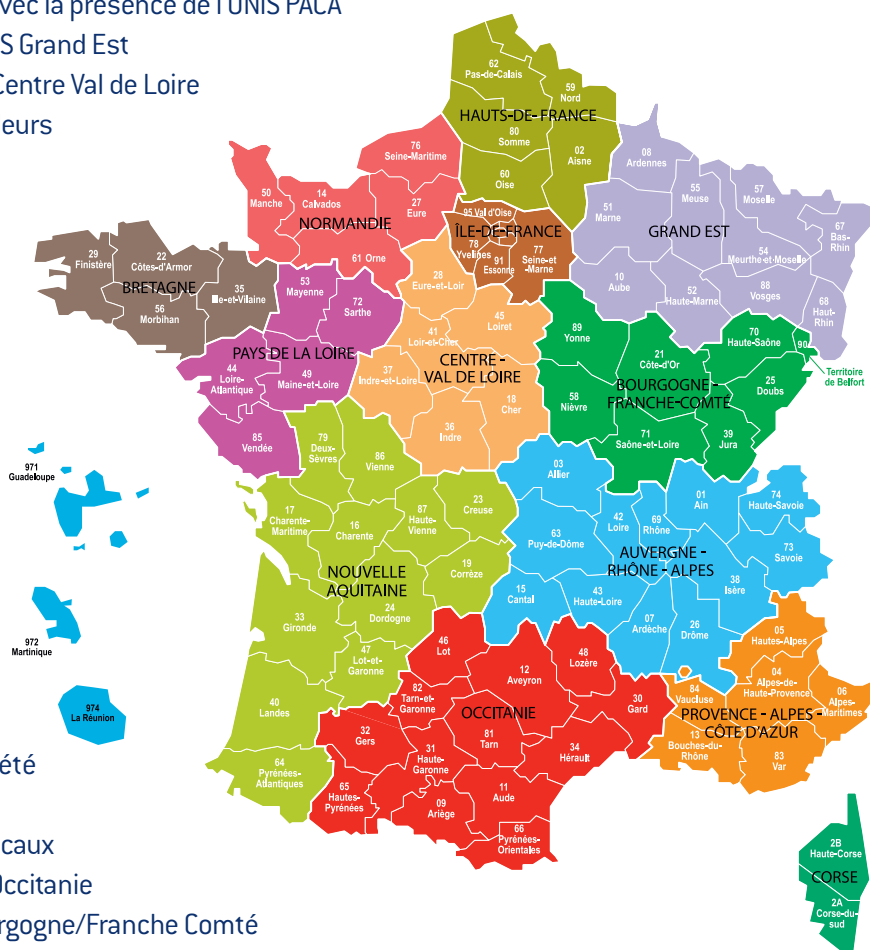 vec la présence de l'UNIS PACA
S Grand Est
Centre Val de Loire
eurs
62
Pas-de-Calais
59
Nord
HAUTS-DE-FRANCE
80
Somme
02
Aisne
60
Oise
76
Seine-Maritime
50
Manche
14
Calvados
27
Eure
NORMANDIE
61 Orne
95 Val d'Oise
ÎLE-DE-FRANCE
78
Yvelines
91
Essonne
77
Seine-et
-Marne
08
Ardennes
51
Marne
55
Meuse
57
Moselle
67
Bas-
Rhin
GRAND EST
54
Meurthe-et-Moselle
10
Aube
52
Haute-Marne
88
Vosges
68
Haut-
Rhin
29
Finistère
22
Côtes-d'Armor
35
Ille-et-Vilaine
BRETAGNE
56
Morbihan
53
Mayenne
72
Sarthe
PAYS DE LA LOIRE
44
Loire-
Atlantique
49
Maine-et-Loire
85
Vendée
28
Eure-et-Loir
45
Loiret
41
Loir-et-Cher
CENTRE -
VAL DE LOIRE
37
Indre-et-Loire
18
Cher
36
Indre
89
Yonne
21
Côte-d'Or
70
Haute-Saône
90
Territoire
de Belfort
BOURGOGNE -
FRANCHE-COMTÉ
25
Doubs
58
Nièvre
71
Saône-et-Loire
39
Jura
971
Guadeloupe
972
Martinique
974
La Réunion
79
Deux-
Sèvres
86
Vienne
17
Charente-
Maritime
16
Charente
87
Haute-
Vienne
23
Creuse
19
Corrèze
NOUVELLE
AQUITAINE
24
Dordogne
33
Gironde
47
Lot-et-
Garonne
40
Landes
64
Pyrénées-
Atlantiques
03
Allier
63
Puy-de-Dôme
42
Loire
69
Rhône
01
Ain
74
Haute-Savoie
73
Savoie
AUVERGNE -
RHÔNE - ALPES
15
Cantal
43
Haute-Loire
38
Isère
07
Ardèche
26
Drôme
46
Lot
12
Aveyron
48
Lozère
82
Tarn-et-
Garonne
OCCITANIE
30
Gard
32
Gers
31
Haute-
Garonne
81
Tarn
34
Hérault
65
Hautes-
Pyrénées
09
Ariège
11
Aude
66
Pyrénées-
Orientales
05
Hautes-Alpes
04
Alpes-de-
Haute-Provence
06
Alpes-
Maritimes
84
Vaucluse
PROVENCE - ALPES -
CÔTE D'AZUR
13
Bouches-du-
Rhône
83
Var
2B
Haute-Corse
CORSE
2A
Corse-du-
sud
été
caux
Occitanie
rgogne/Franche Comté